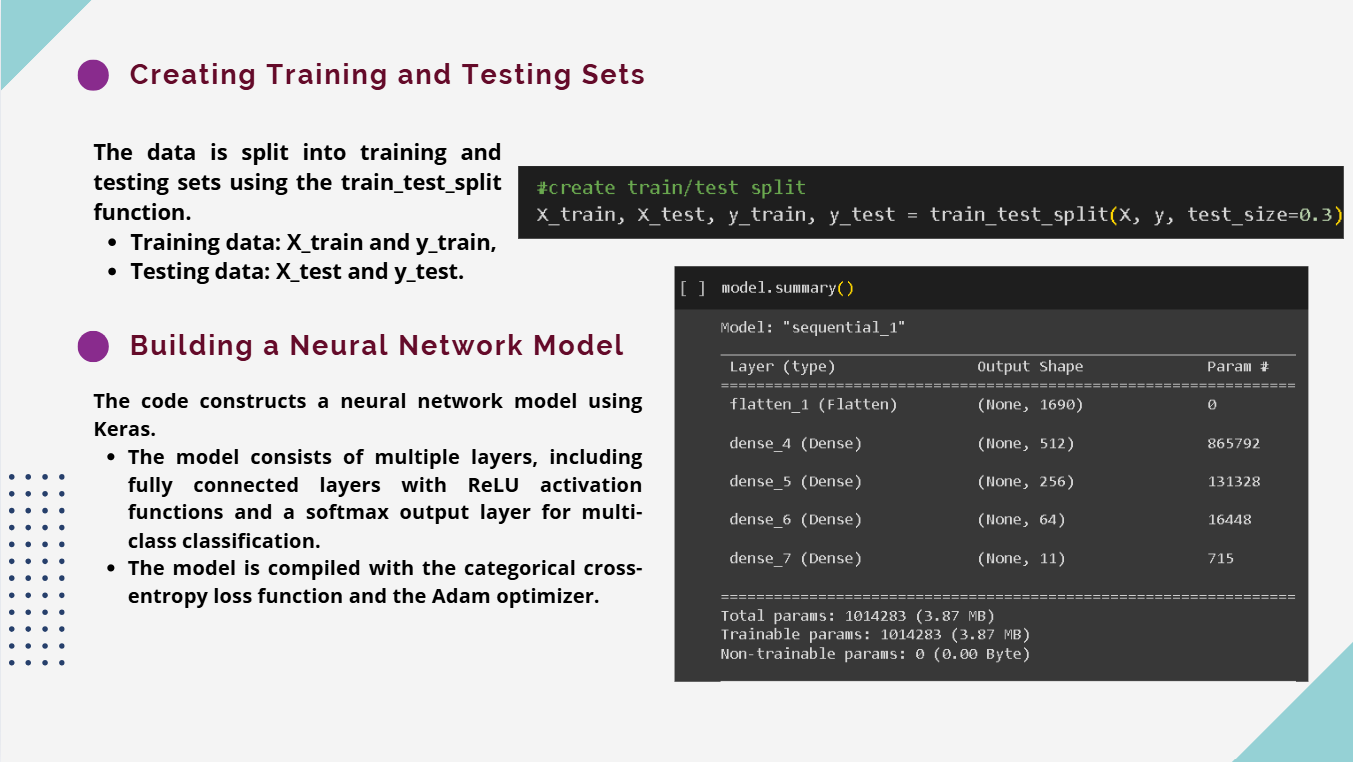 Creating Training and Testing Sets
The data is split into training and
testing sets using the train_test_split
function.
• Training data: X_train and y_train,
• Testing data: X_test and y_test.
#create train/test split
X_train, X_test, y_train, y_test = train_test_split(X, y, test_size=0.3)
Building a Neural Network Model
The code constructs a neural network model using
Keras.
• The model consists of multiple layers, including
fully connected layers with ReLU activation
functions and a softmax output layer for multi-
class classification.
• The model is compiled with the categorical cross-
entropy loss function and the Adam optimizer.
[ ] model.summary()
Model: "sequential_1"
Layer (type) Output Shape Param #
=================================================================
flatten_1 (Flatten) (None, 1690) 0
dense_4 (Dense) (None, 512) 865792
dense_5 (Dense) (None, 256) 131328
dense_6 (Dense) (None, 64) 16448
dense_7 (Dense) (None, 11) 715
=================================================================
Total params: 1014283 (3.87 MB)
Trainable params: 1014283 (3.87 MB)
Non-trainable params: 0 (0.00 Byte)